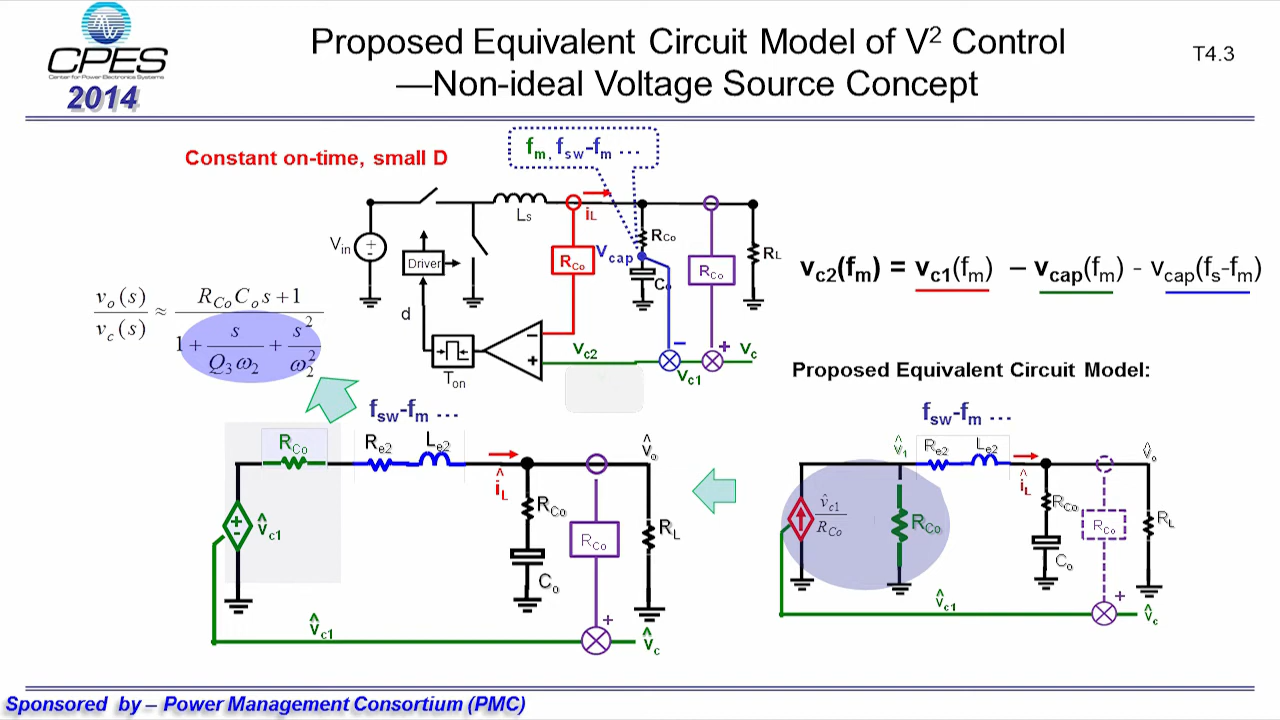 CPES
Center for Power Electronics Systems
2014
Proposed Equivalent Circuit Model of V² Control
—Non-ideal Voltage Source Concept
T4.3
Constant on-time, small D
fm, fsw-fm ...
Ls
iL
Vin
+
-
Driver
RCo
Vcap
RCo
Co
RCo
RL
d
Ton
-
+
Vc2
-
Vc1
+
Vc
vc2(fm) = vc1(fm) – vcap(fm) - vcap(fs-fm)
vo(s)/vc(s) ≈ (RCoCos+1)/(1+s/(Q3ω2)+s²/ω2²)
Proposed Equivalent Circuit Model:
fsw-fm ...
RCo
Re2
Le2
v̂o
îL
+
-
v̂c1
RCo
Co
RCo
RL
+
v̂c1
v̂c
fsw-fm ...
v̂1
Re2
Le2
v̂o
îL
v̂c1/RCo
RCo
RCo
Co
RCo
RL
+
v̂c1
v̂c
Sponsored by – Power Management Consortium (PMC)